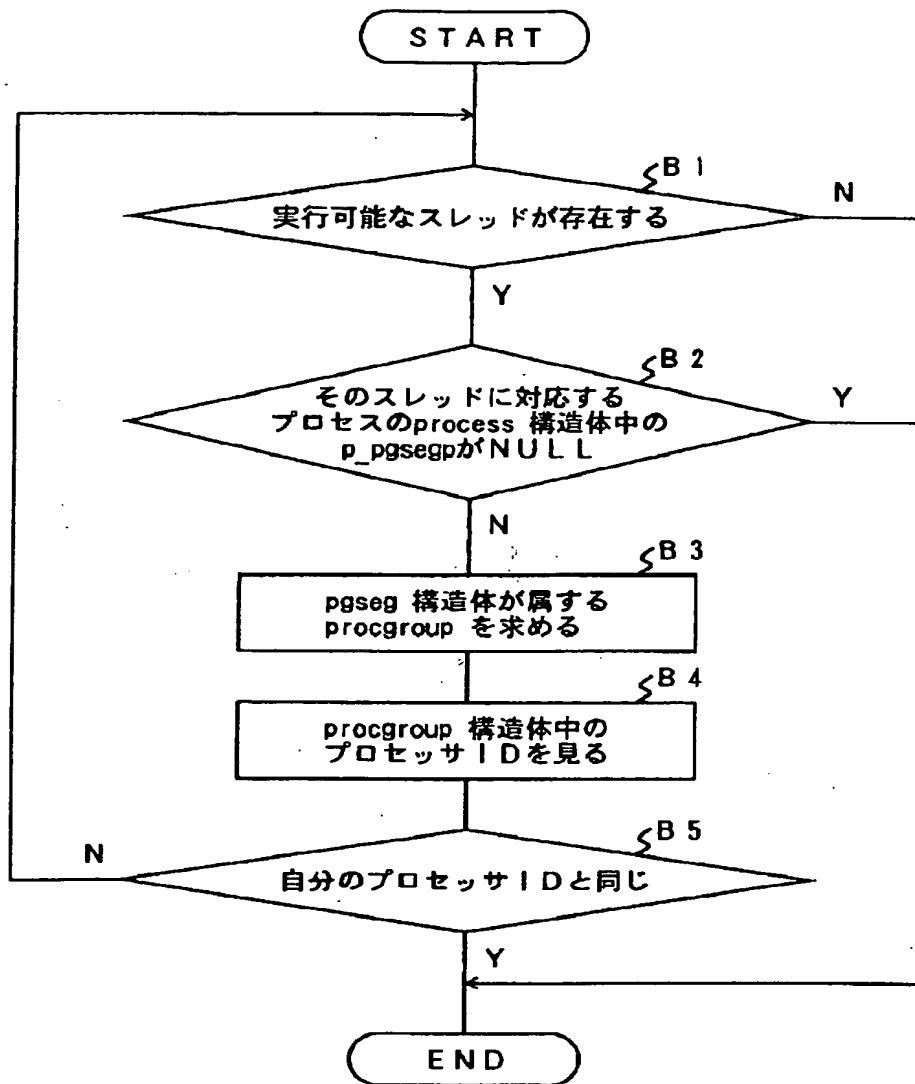 START
B1
N
実行可能なスレッドが存在する
Y
B2
そのスレッドに対応する
Y
プロセスのprocess 構造体中の
p_pgsegpがNULL
N
B3
pgseg 構造体が属する
procgroup を求める
B4
procgroup 構造体中の
プロセッサIDを見る
B5
N
自分のプロセッサIDと同じ
Y
END